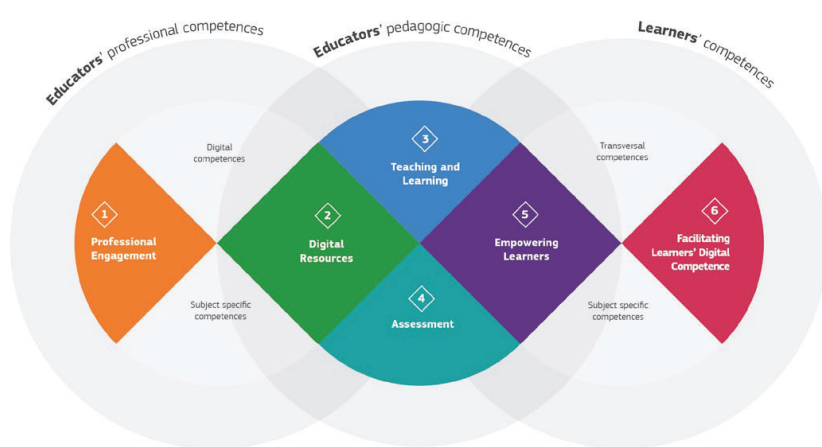 Educators' professional competences
Educators' pedagogic competences
Learners' competences
Digital
competences
Subject specific
competences
1
Professional
Engagement
2
Digital
Resources
3
Teaching and
Learning
4
Assessment
5
Empowering
Learners
Transversal
competences
Subject specific
competences
6
Facilitating
Learners' Digital
Competence